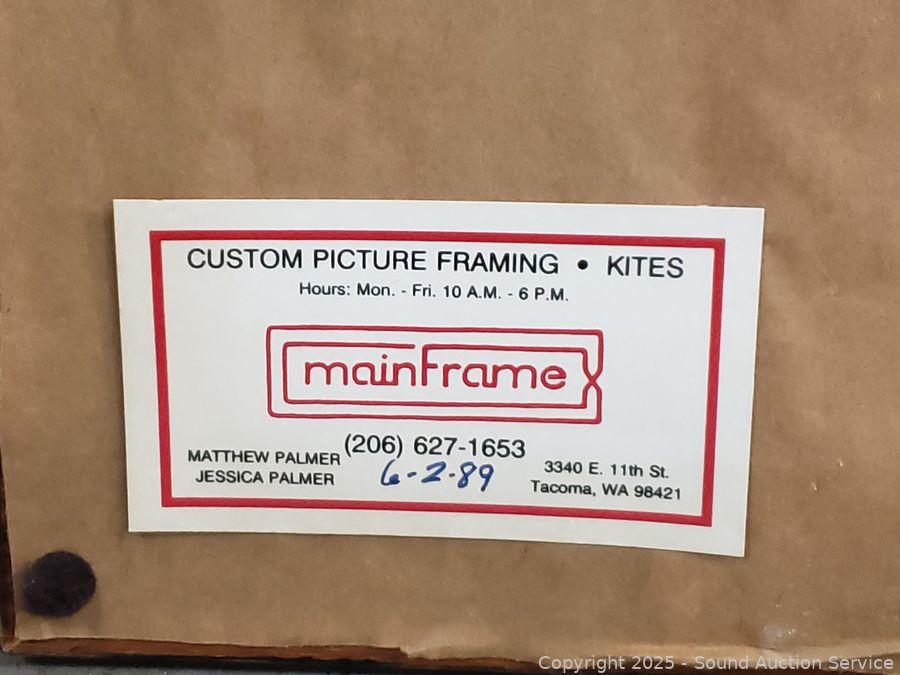 CUSTOM PICTURE FRAMING • KITES
Hours: Mon. - Fri. 10 A.M. - 6 P.M.
mainframe
(206) 627-1653
MATTHEW PALMER
JESSICA PALMER
6-2-89
3340 E. 11th St.
Tacoma, WA 98421
Copyright 2025 - Sound Auction Service